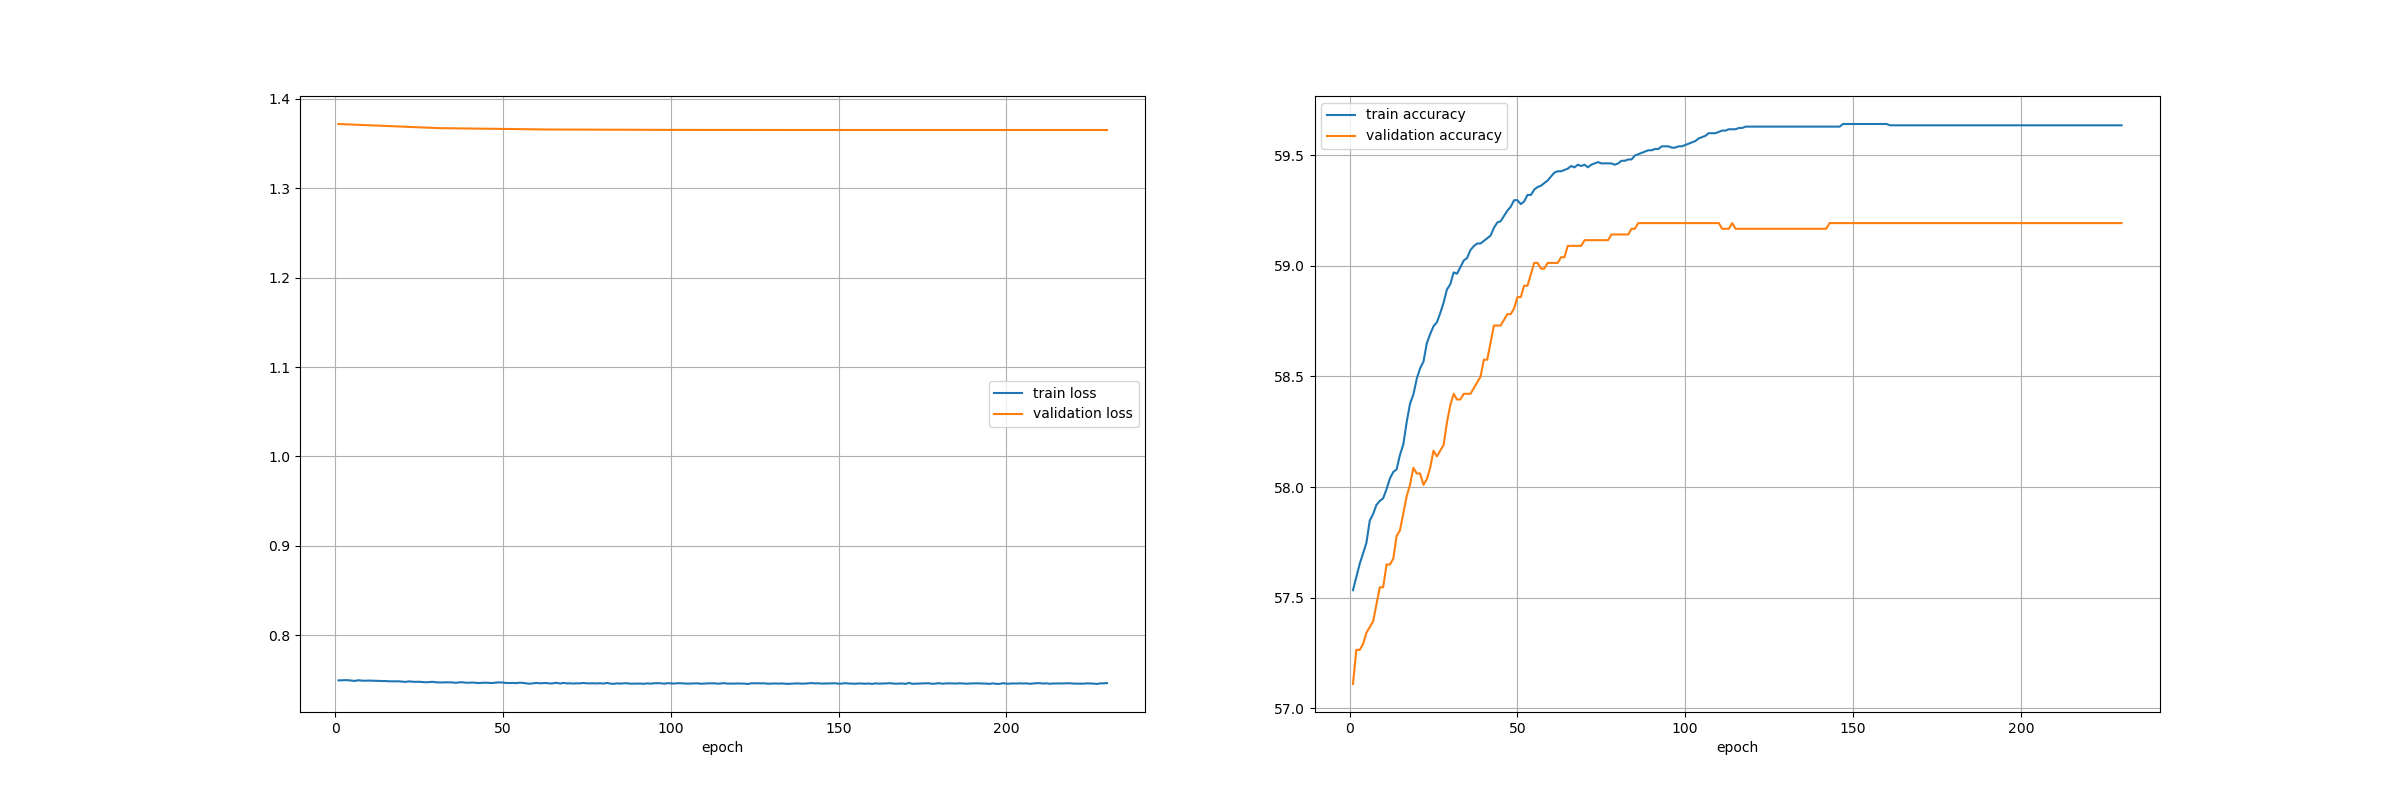 1.4
1.3
1.2
1.1
1.0
0.9
0.8
0 50 100 150 200
epoch
train loss
validation loss
59.5
59.0
58.5
58.0
57.5
57.0
0 50 100 150 200
epoch
train accuracy
validation accuracy